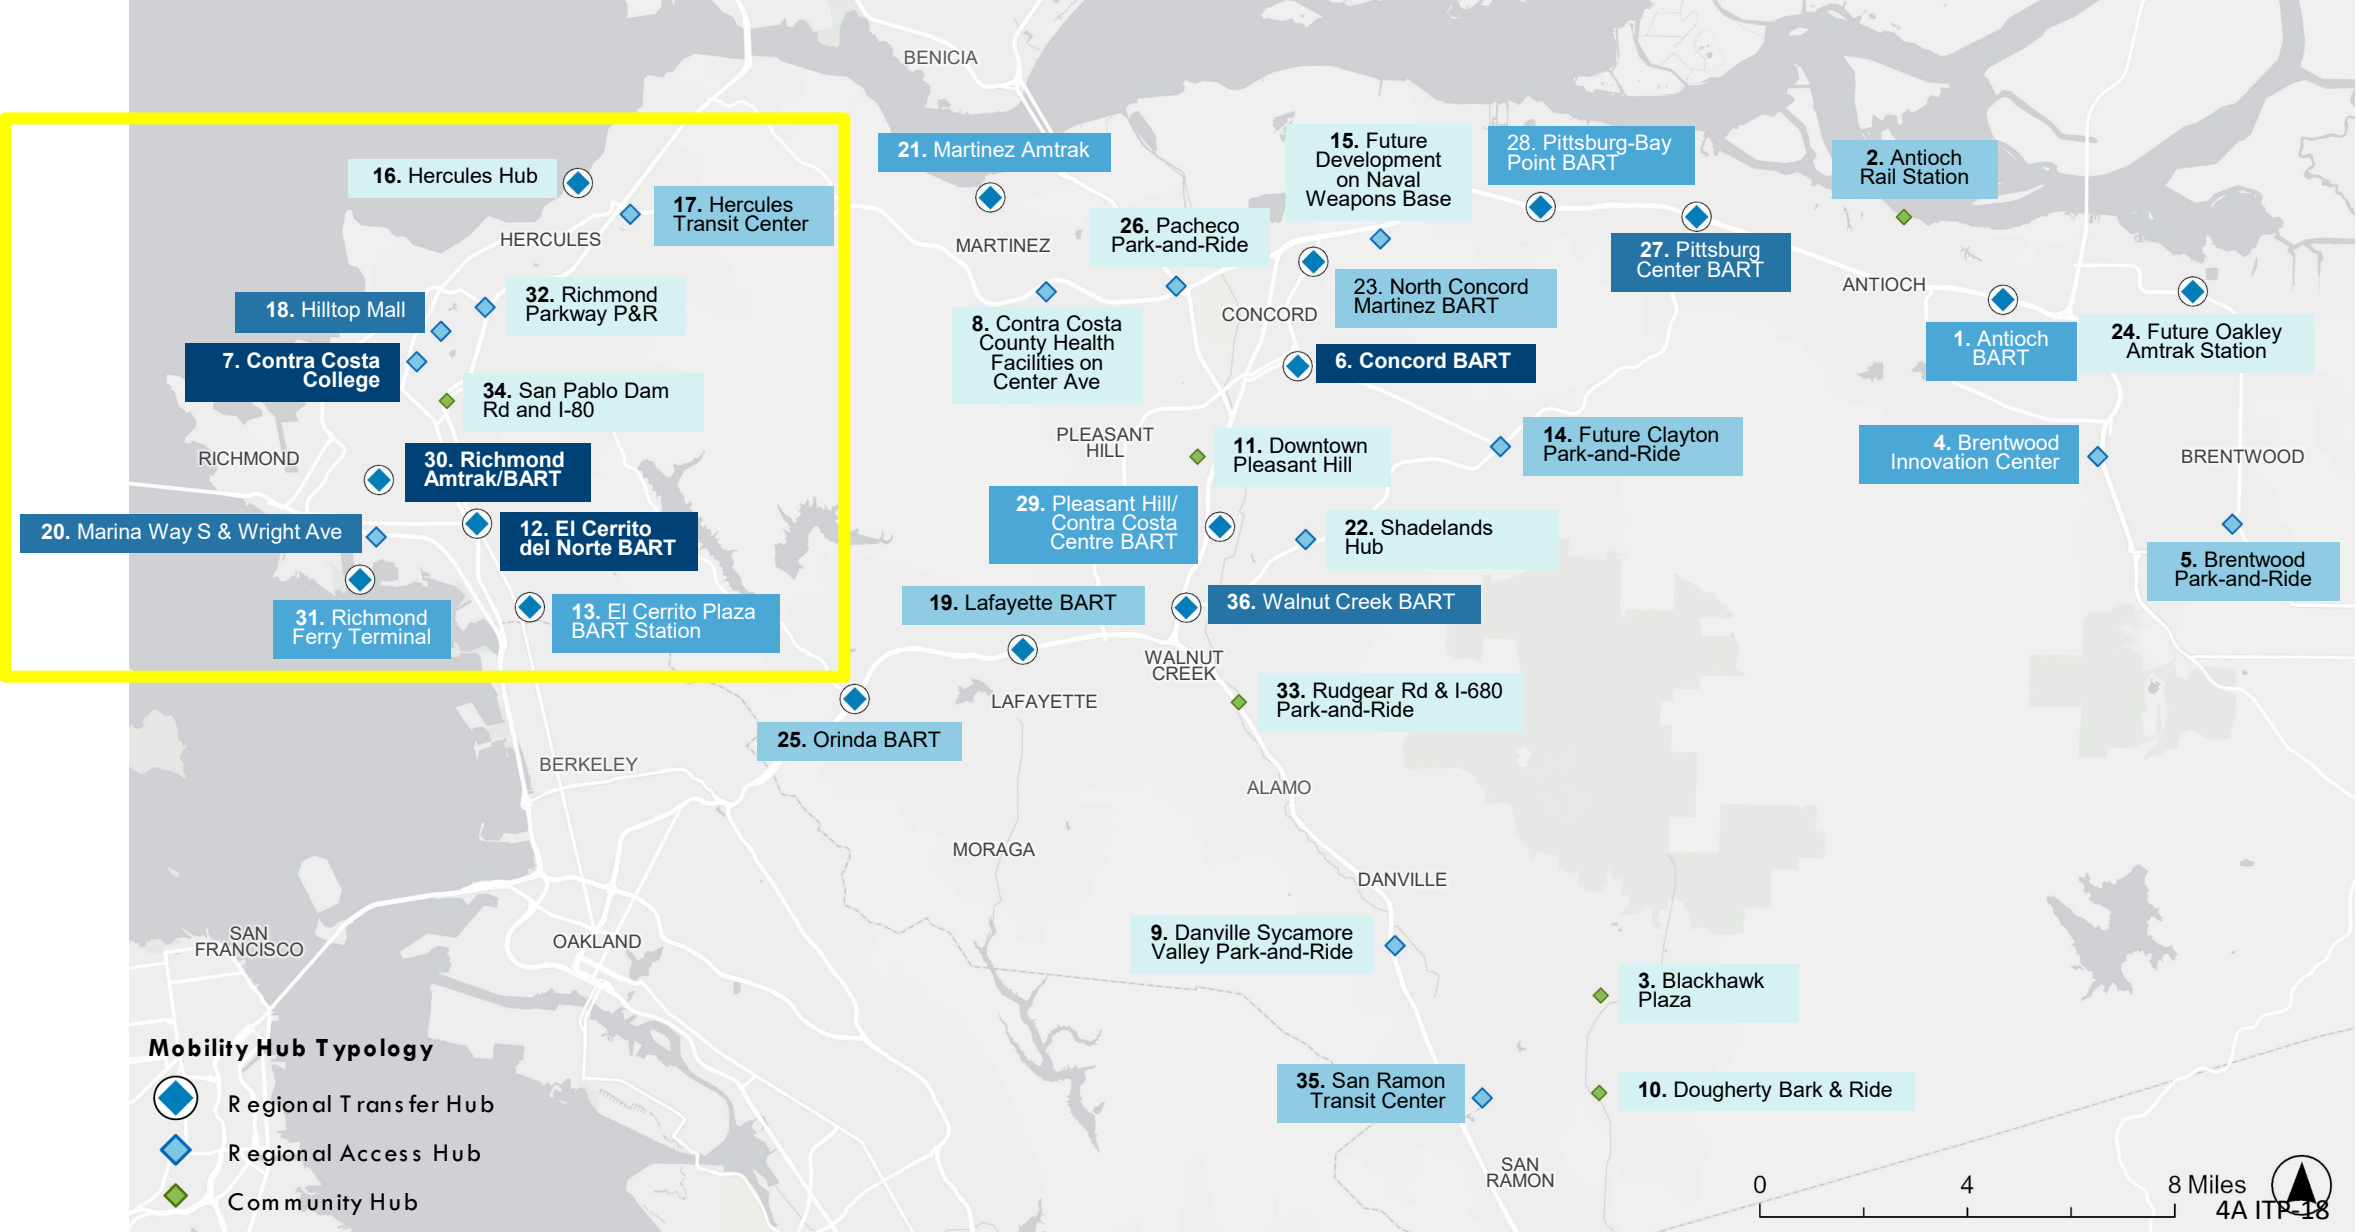 BENICIA
21. Martinez Amtrak
15. Future
Development
on Naval
Weapons Base
28. Pittsburg-Bay
Point BART
2. Antioch
Rail Station
16. Hercules Hub
17. Hercules
Transit Center
HERCULES
MARTINEZ
26. Pacheco
Park-and-Ride
27. Pittsburg
Center BART
23. North Concord
Martinez BART
ANTIOCH
18. Hilltop Mall
32. Richmond
Parkway P&R
8. Contra Costa
County Health
Facilities on
Center Ave
CONCORD
1. Antioch
BART
24. Future Oakley
Amtrak Station
7. Contra Costa
College
6. Concord BART
34. San Pablo Dam
Rd and I-80
RICHMOND
30. Richmond
Amtrak/BART
PLEASANT
HILL
11. Downtown
Pleasant Hill
14. Future Clayton
Park-and-Ride
4. Brentwood
Innovation Center
BRENTWOOD
20. Marina Way S & Wright Ave
12. El Cerrito
del Norte BART
29. Pleasant Hill/
Contra Costa
Centre BART
22. Shadelands
Hub
5. Brentwood
Park-and-Ride
31. Richmond
Ferry Terminal
13. El Cerrito Plaza
BART Station
19. Lafayette BART
36. Walnut Creek BART
WALNUT
CREEK
LAFAYETTE
33. Rudgear Rd & I-680
Park-and-Ride
25. Orinda BART
BERKELEY
ALAMO
MORAGA
DANVILLE
SAN
FRANCISCO
OAKLAND
9. Danville Sycamore
Valley Park-and-Ride
3. Blackhawk
Plaza
35. San Ramon
Transit Center
10. Dougherty Bark & Ride
SAN
RAMON
Mobility Hub Typology
Regional Transfer Hub
Regional Access Hub
Community Hub
0 4 8 Miles
4A ITP-18